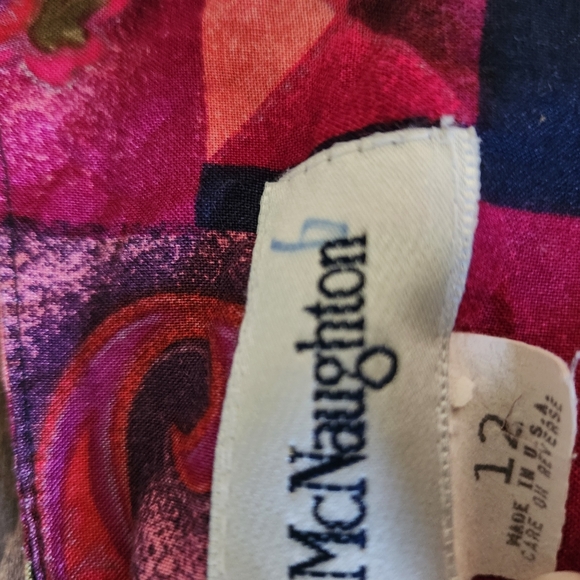 McNaughton
12
MADE IN U.S.A.
CARE ON REVERSE